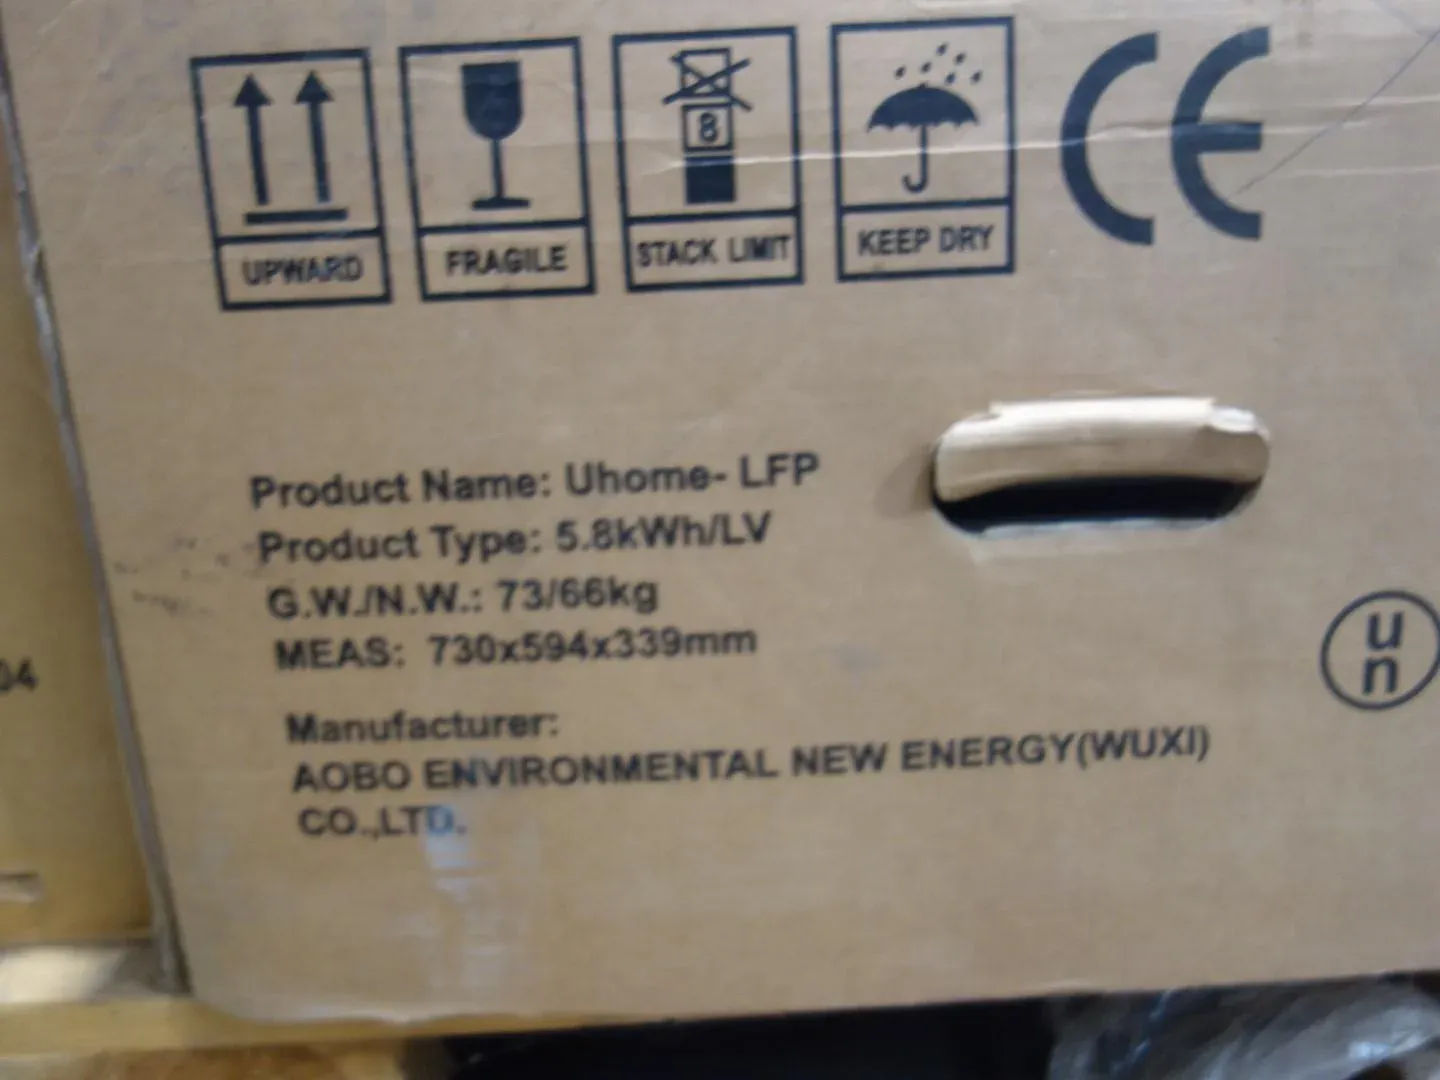 UPWARD
FRAGILE
8
STACK LIMIT
KEEP DRY
CE
Product Name: Uhome- LFP
Product Type: 5.8kWh/LV
G.W./N.W.: 73/66kg
MEAS: 730x594x339mm
un
04
Manufacturer:
AOBO ENVIRONMENTAL NEW ENERGY(WUXI)
CO.,LTD.